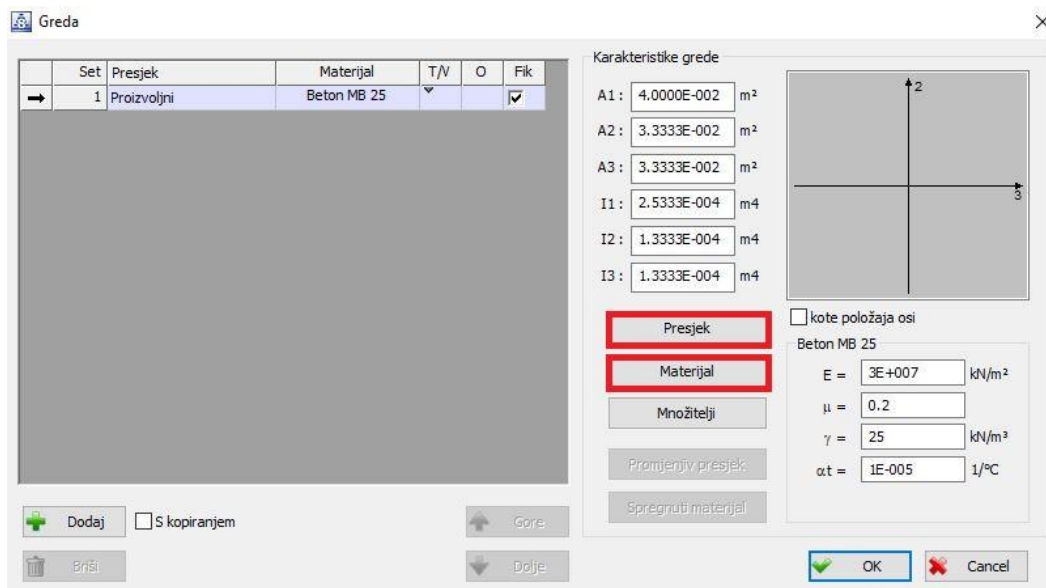 Greda
Set Presjek Materijal T/V O Fik
1 Proizvoljni Beton MB 25
Karakteristike grede
A1: 4.0000E-002 m²
A2: 3.3333E-002 m²
A3: 3.3333E-002 m²
I1: 2.5333E-004 m4
I2: 1.3333E-004 m4
I3: 1.3333E-004 m4
2
3
Presjek
Materijal
Množitelji
Promjenjiv presjek
Spregnuti materijal
kote položaja osi
Beton MB 25
E = 3E+007 kN/m²
μ = 0.2
γ = 25 kN/m³
αt = 1E-005 1/°C
Dodaj S kopiranjem Gore
Briši Dolje
OK Cancel